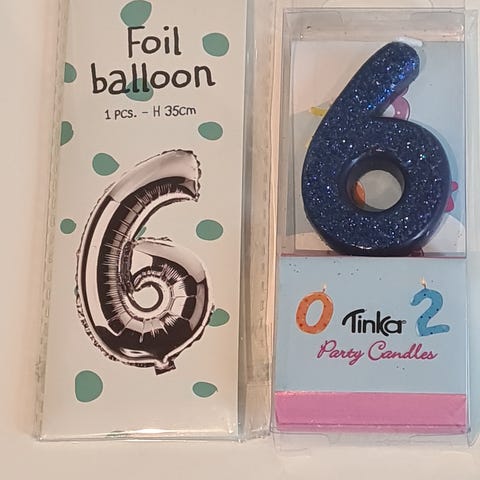 Foil
balloon
1 pcs. - H 35cm
6
6
0 Tinka 2
Party Candles